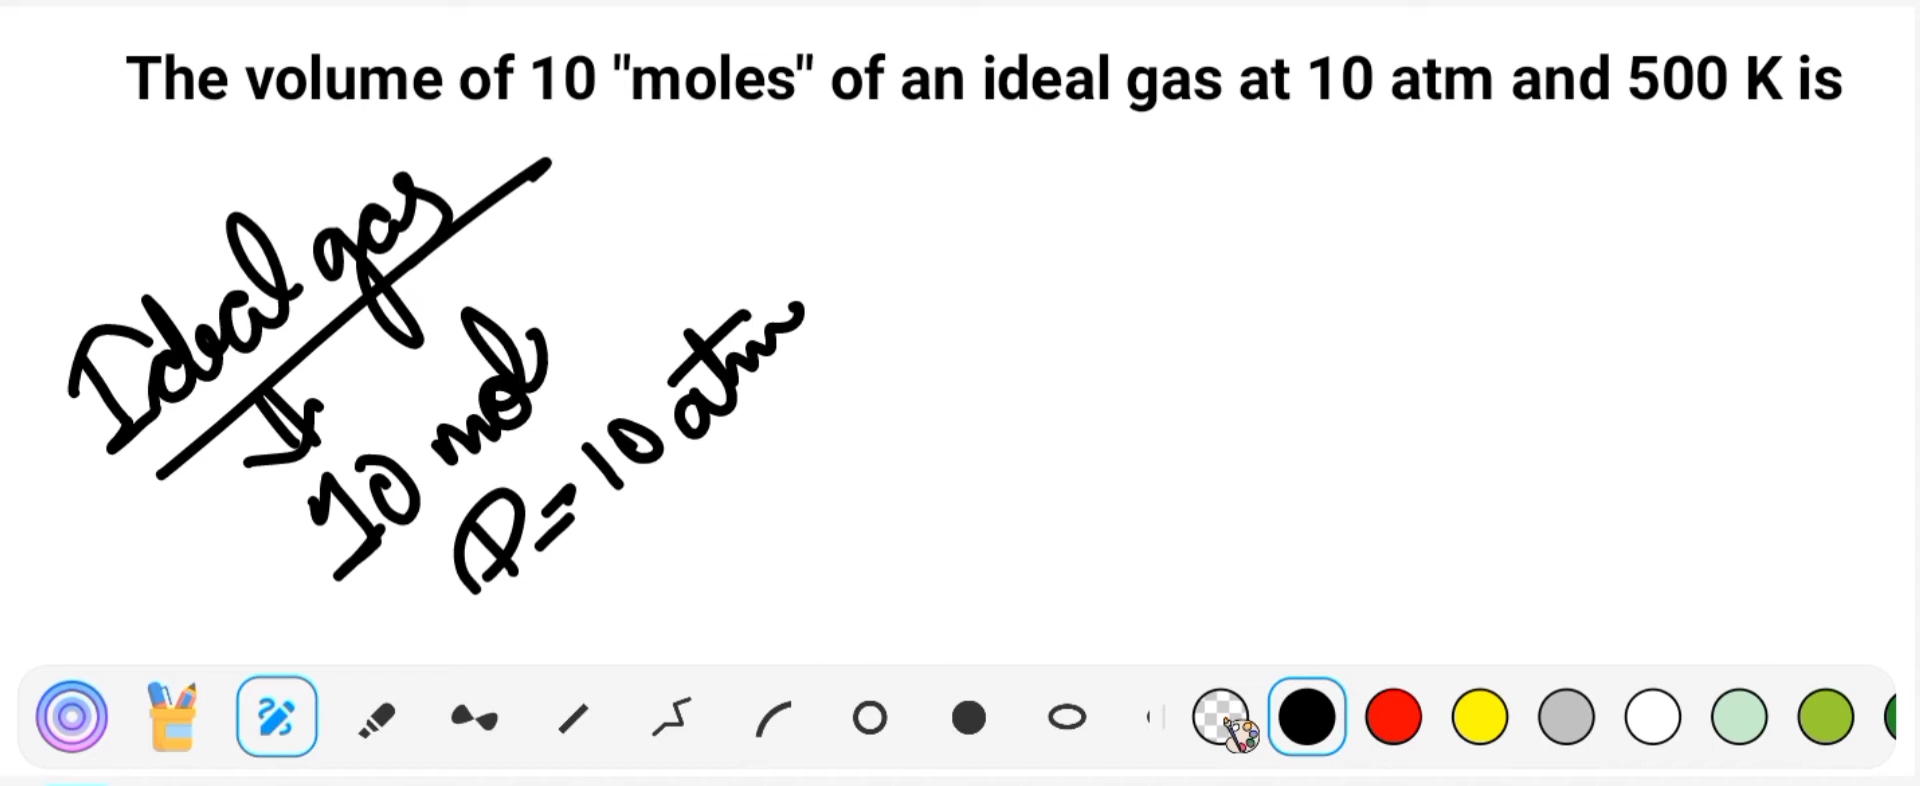 The volume of 10 "moles" of an ideal gas at 10 atm and 500 K is
Ideal gas
10 mol
P = 10 atm